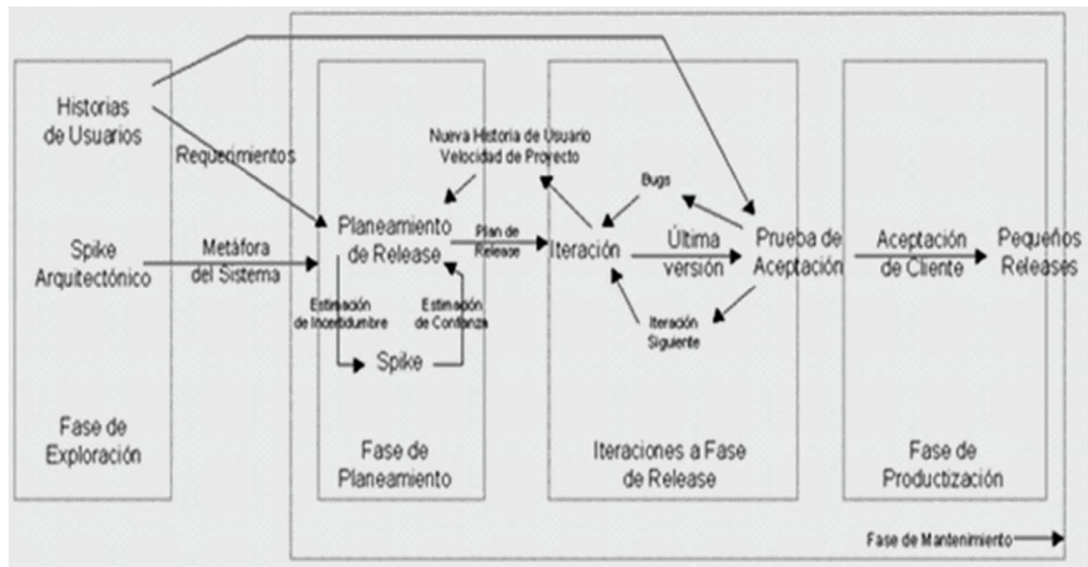 Historias
de Usuarios
Requerimientos
Spike
Arquitectónico
Metáfora
del Sistema
Fase de
Exploración
Nueva Historia de Usuario
Velocidad de Proyecto
Planeamiento
de Release
Plan de
Release
Estimación
de Incertidumbre
Estimación
de Confianza
Spike
Fase de
Planeamiento
Bugs
Iteración
Última
versión
Prueba de
Aceptación
Iteración
Siguiente
Iteraciones a Fase
de Release
Aceptación
de Cliente
Pequeños
Releases
Fase de
Productización
Fase de Mantenimiento